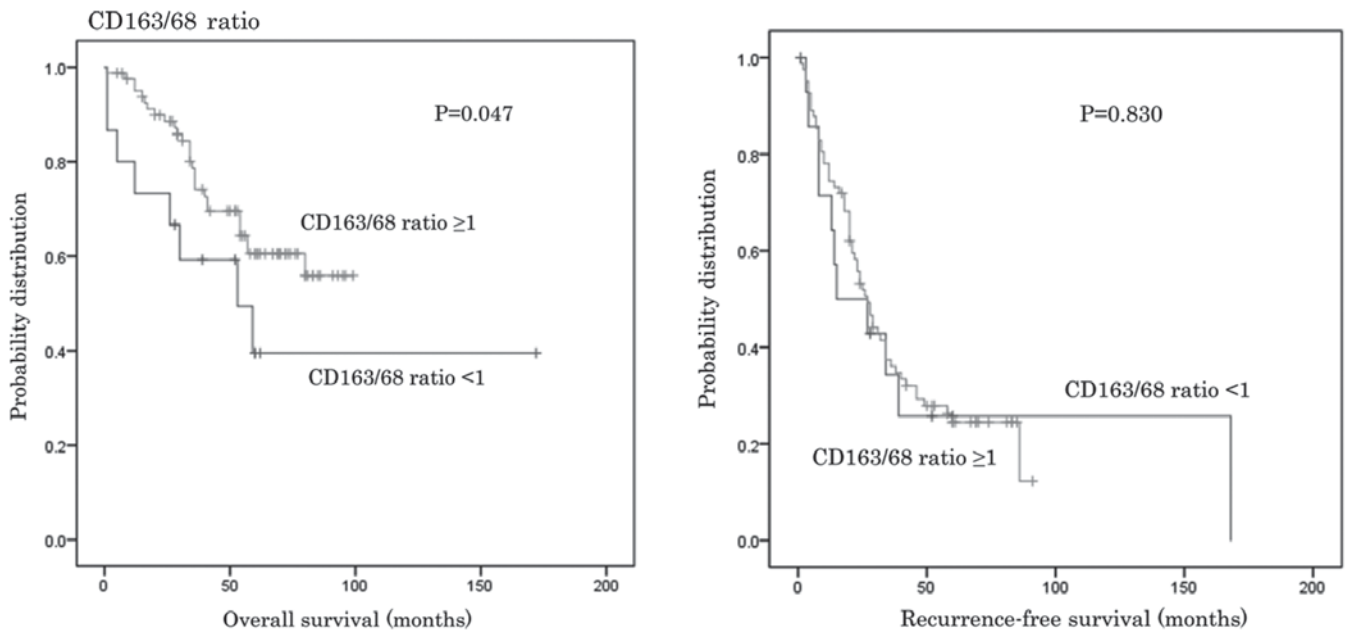 CD163/68 ratio
1.0
0.8
0.6
0.4
0.2
0.0
P=0.047
CD163/68 ratio ≥1
CD163/68 ratio <1
Probability distribution
0 50 100 150 200
Overall survival (months)
1.0
0.8
0.6
0.4
0.2
0.0
P=0.830
CD163/68 ratio <1
CD163/68 ratio ≥1
Probability distribution
0 50 100 150 200
Recurrence-free survival (months)